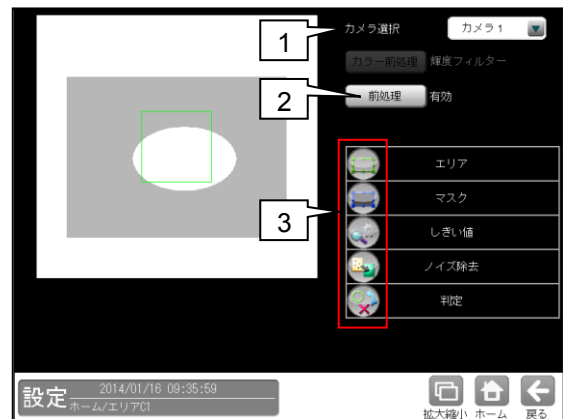 1
カメラ選択 カメラ 1
カラー前処理 輝度フィルター
2
前処理 有効
エリア
マスク
3
しきい値
ノイズ除去
判定
設定 2014/01/16 09:35:59
ホーム/エリアC1
拡大縮小 ホーム 戻る